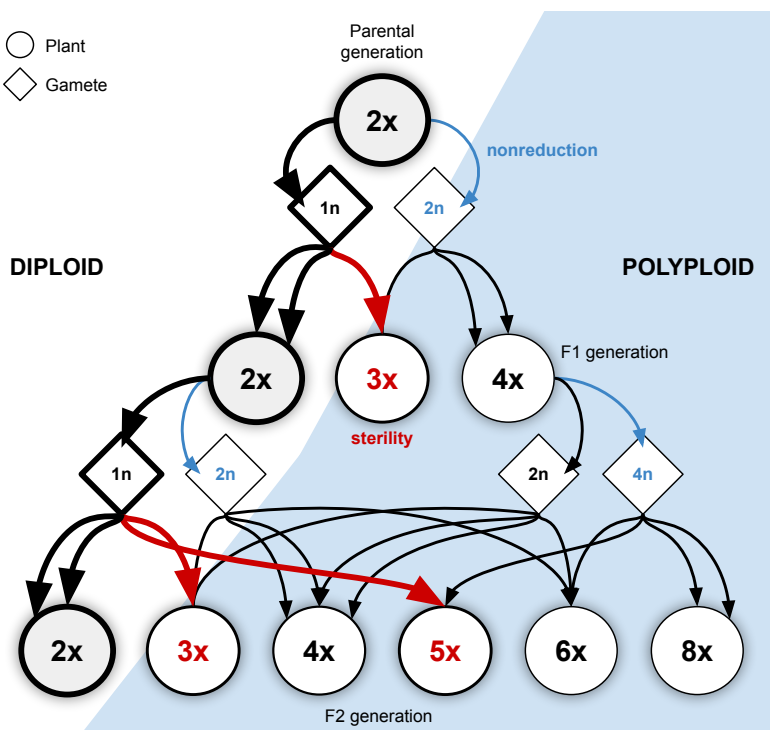 Parental
generation
Plant
Gamete
2x
nonreduction
1n
2n
DIPLOID
POLYPLOID
F1 generation
2x
3x
4x
sterility
1n
2n
2n
4n
2x
3x
4x
5x
6x
8x
F2 generation